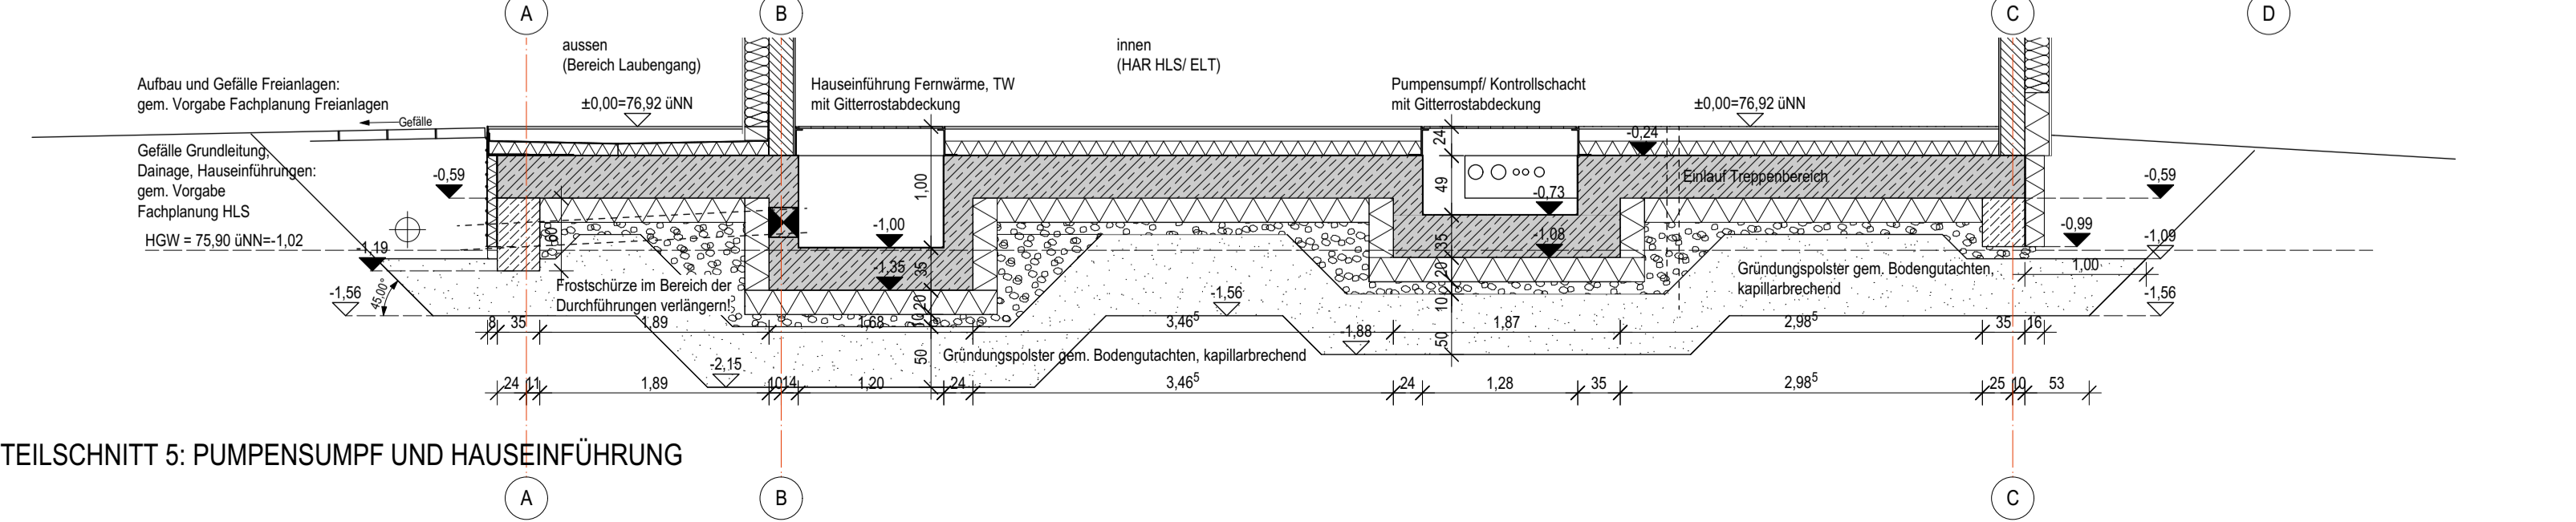 A
B
C
D
aussen
(Bereich Laubengang)
innen
(HAR HLS/ ELT)
Aufbau und Gefälle Freianlagen:
gem. Vorgabe Fachplanung Freianlagen
Gefälle
±0,00=76,92 üNN
Hauseinführung Fernwärme, TW
mit Gitterrostabdeckung
Pumpensumpf/ Kontrollschacht
mit Gitterrostabdeckung
±0,00=76,92 üNN
Gefälle Grundleitung,
Dainage, Hauseinführungen:
gem. Vorgabe
Fachplanung HLS
HGW = 75,90 üNN=-1,02
-0,59
-1,19
-1,56
45,00°
60
1,00
-1,00
-1,35
35
20
10
50
24
49
-0,24
-0,73
-1,08
35
20
10
50
Einlauf Treppenbereich
-0,59
-0,99
-1,09
1,00
-1,56
Frostschürze im Bereich der
Durchführungen verlängern!
Gründungspolster gem. Bodengutachten,
kapillarbrechend
-1,56
-1,88
-2,15
Gründungspolster gem. Bodengutachten, kapillarbrechend
8 35 1,89 1,68 3,46⁵ 1,87 2,98⁵ 35 16
24 11 1,89 10 14 1,20 24 3,46⁵ 24 1,28 35 2,98⁵ 25 10 53
TEILSCHNITT 5: PUMPENSUMPF UND HAUSEINFÜHRUNG
A
B
C